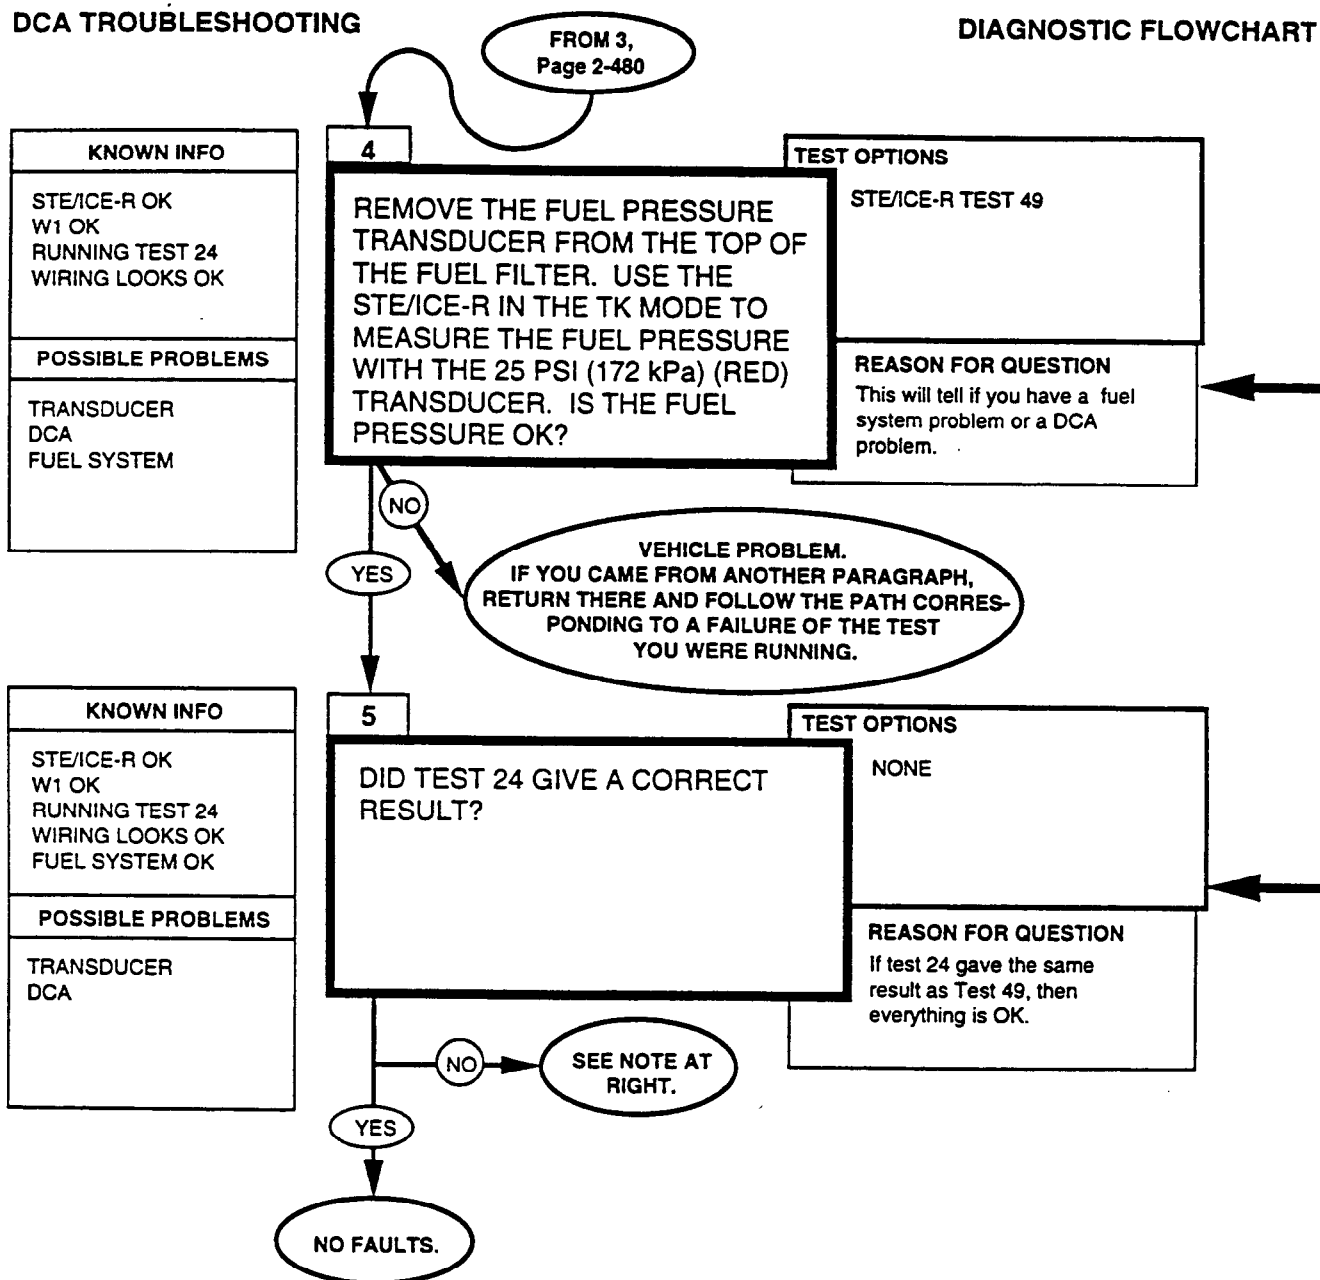 DCA TROUBLESHOOTING
DIAGNOSTIC FLOWCHART
FROM 3,
Page 2-480
KNOWN INFO
STE/ICE-R OK
W1 OK
RUNNING TEST 24
WIRING LOOKS OK
POSSIBLE PROBLEMS
TRANSDUCER
DCA
FUEL SYSTEM
4
REMOVE THE FUEL PRESSURE
TRANSDUCER FROM THE TOP OF
THE FUEL FILTER. USE THE
STE/ICE-R IN THE TK MODE TO
MEASURE THE FUEL PRESSURE
WITH THE 25 PSI (172 kPa) (RED)
TRANSDUCER. IS THE FUEL
PRESSURE OK?
TEST OPTIONS
STE/ICE-R TEST 49
REASON FOR QUESTION
This will tell if you have a fuel
system problem or a DCA
problem.
NO
YES
VEHICLE PROBLEM.
IF YOU CAME FROM ANOTHER PARAGRAPH,
RETURN THERE AND FOLLOW THE PATH CORRES-
PONDING TO A FAILURE OF THE TEST
YOU WERE RUNNING.
KNOWN INFO
STE/ICE-R OK
W1 OK
RUNNING TEST 24
WIRING LOOKS OK
FUEL SYSTEM OK
POSSIBLE PROBLEMS
TRANSDUCER
DCA
5
DID TEST 24 GIVE A CORRECT
RESULT?
TEST OPTIONS
NONE
REASON FOR QUESTION
If test 24 gave the same
result as Test 49, then
everything is OK.
NO
SEE NOTE AT
RIGHT.
YES
NO FAULTS.